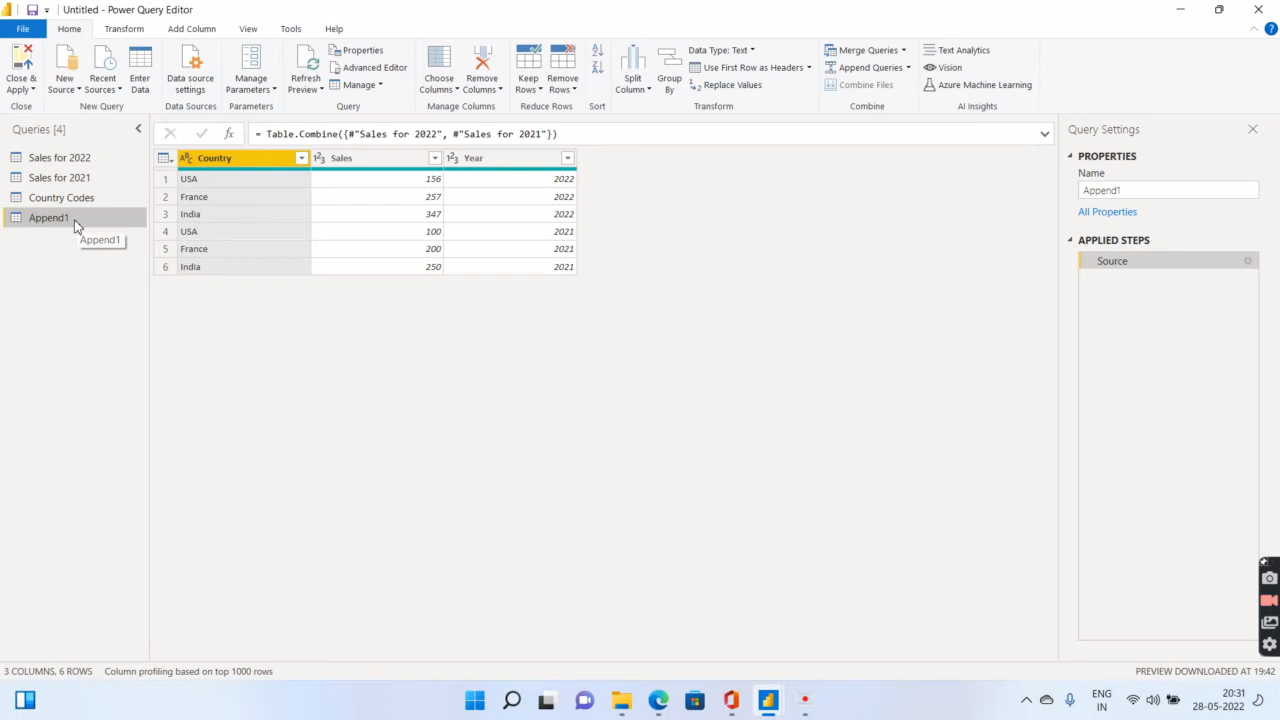 Untitled - Power Query Editor
File Home Transform Add Column View Tools Help
Close & Apply
New Source
Recent Sources
Enter Data
Data source settings
Manage Parameters
Refresh Preview
Properties
Advanced Editor
Manage
Choose Columns
Remove Columns
Keep Rows
Remove Rows
Split Column
Group By
Data Type: Text
Use First Row as Headers
Replace Values
Merge Queries
Append Queries
Combine Files
Text Analytics
Vision
Azure Machine Learning
Close New Query Data Sources Parameters Query Manage Columns Reduce Rows Sort Transform Combine AI Insights
Queries [4]
Sales for 2022
Sales for 2021
Country Codes
Append1
Append1
= Table.Combine({#"Sales for 2022", #"Sales for 2021"})
Country Sales Year
1 USA 156 2022
2 France 257 2022
3 India 347 2022
4 USA 100 2021
5 France 200 2021
6 India 250 2021
Query Settings
PROPERTIES
Name
Append1
All Properties
APPLIED STEPS
Source
3 COLUMNS, 6 ROWS Column profiling based on top 1000 rows
PREVIEW DOWNLOADED AT 19:42
ENG
IN
20:31
28-05-2022